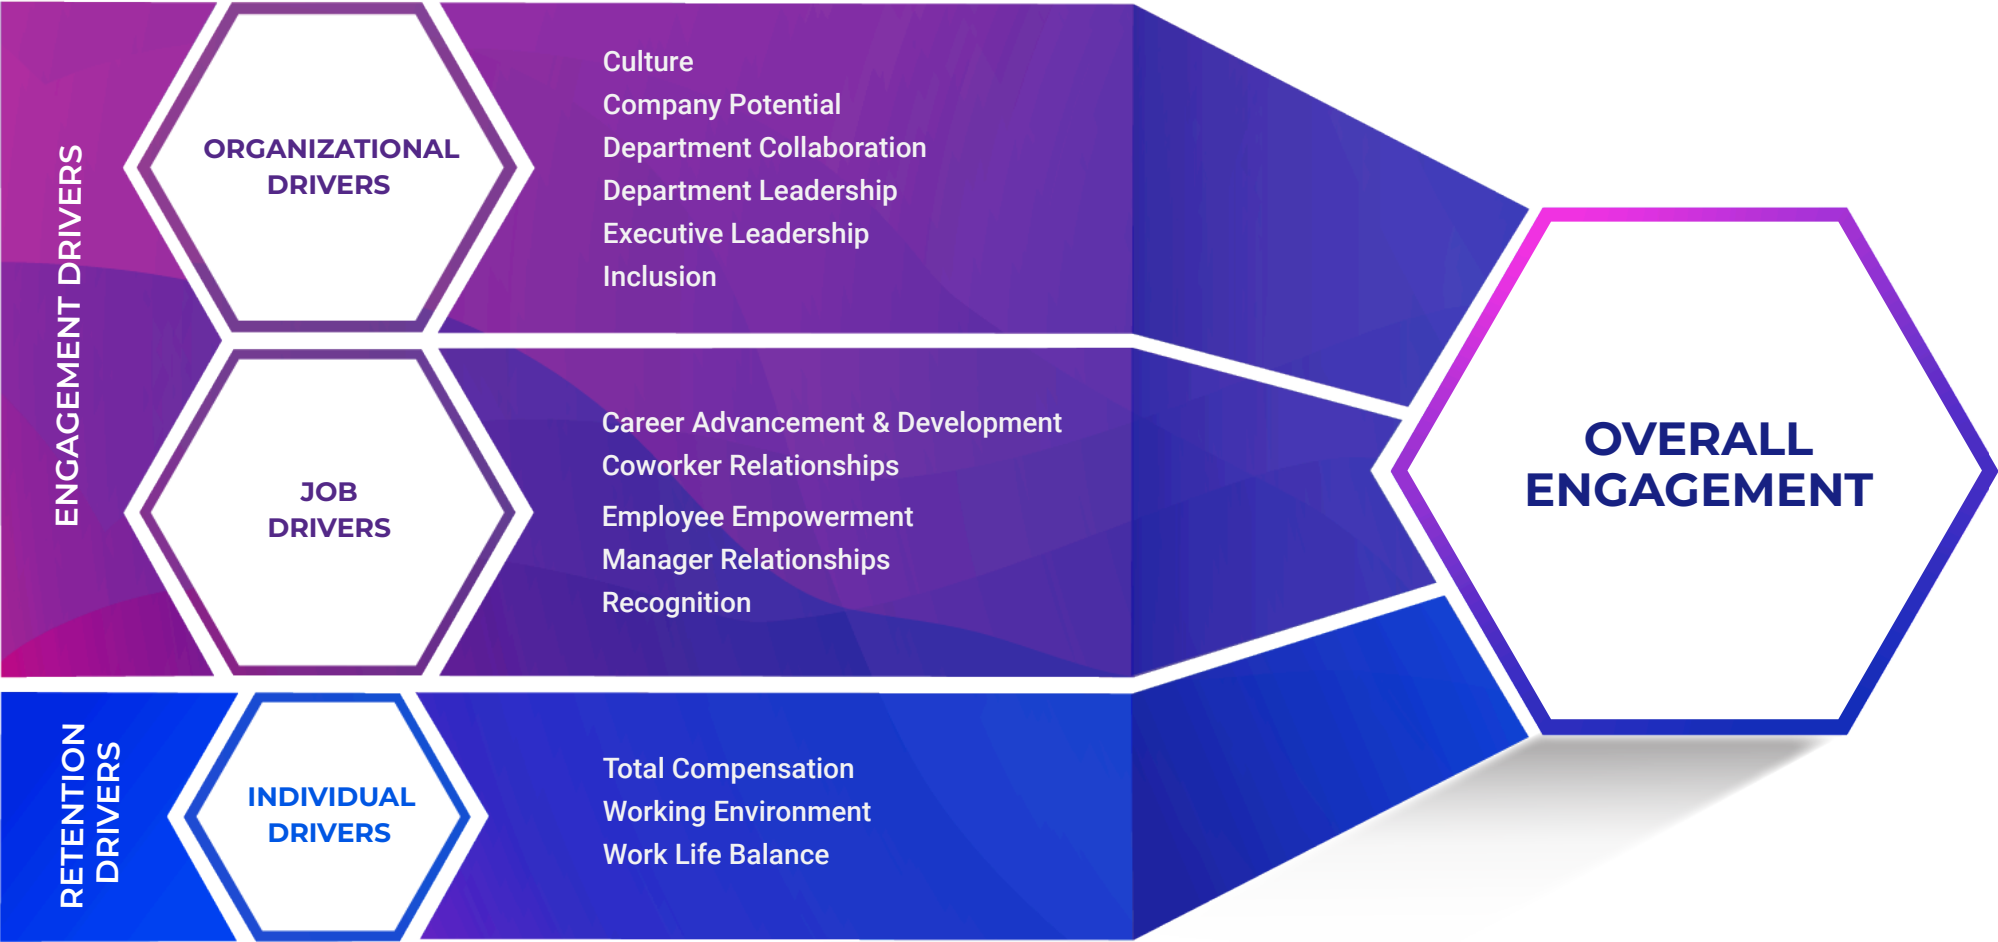 ENGAGEMENT DRIVERS
ORGANIZATIONAL
DRIVERS
Culture
Company Potential
Department Collaboration
Department Leadership
Executive Leadership
Inclusion
JOB
DRIVERS
Career Advancement & Development
Coworker Relationships
Employee Empowerment
Manager Relationships
Recognition
RETENTION
DRIVERS
INDIVIDUAL
DRIVERS
Total Compensation
Working Environment
Work Life Balance
OVERALL
ENGAGEMENT